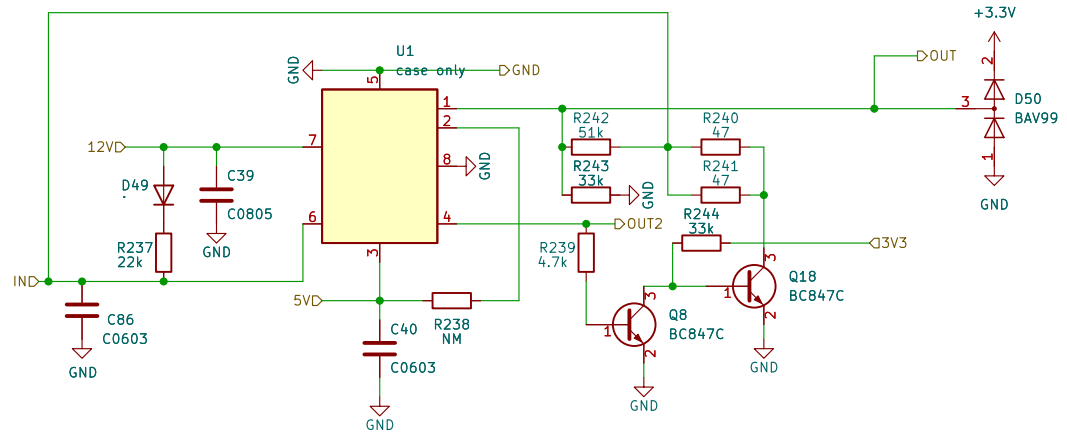 +3.3V
U1
case only
GND
GND
OUT
5
1
2
3
2
D50
BAV99
1
R242
51k
R240
47
12V
7
8
GND
R243
33k
GND
R241
47
D49
-
C39
C0805
GND
GND
6
4
OUT2
R244
33k
3V3
R237
22k
R239
4.7k
3
3
IN
5V
R238
NM
3
1
2
Q18
BC847C
C86
C0603
GND
C40
C0603
1
2
Q8
BC847C
GND
GND
GND